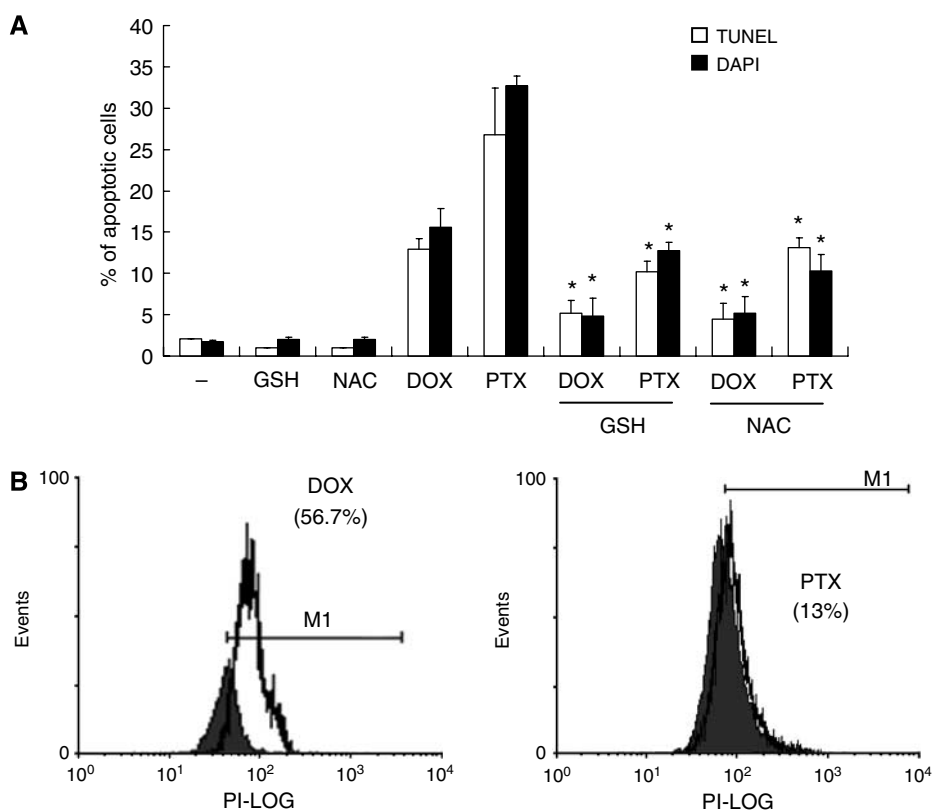 A
% of apoptotic cells
40
35
30
25
20
15
10
5
0
TUNEL
DAPI
* * * * * * * *
– GSH NAC DOX PTX DOX PTX DOX PTX
GSH NAC
B
100
0
Events
DOX
(56.7%)
M1
10⁰ 10¹ 10² 10³ 10⁴
PI-LOG
100
0
Events
M1
PTX
(13%)
10⁰ 10¹ 10² 10³ 10⁴
PI-LOG